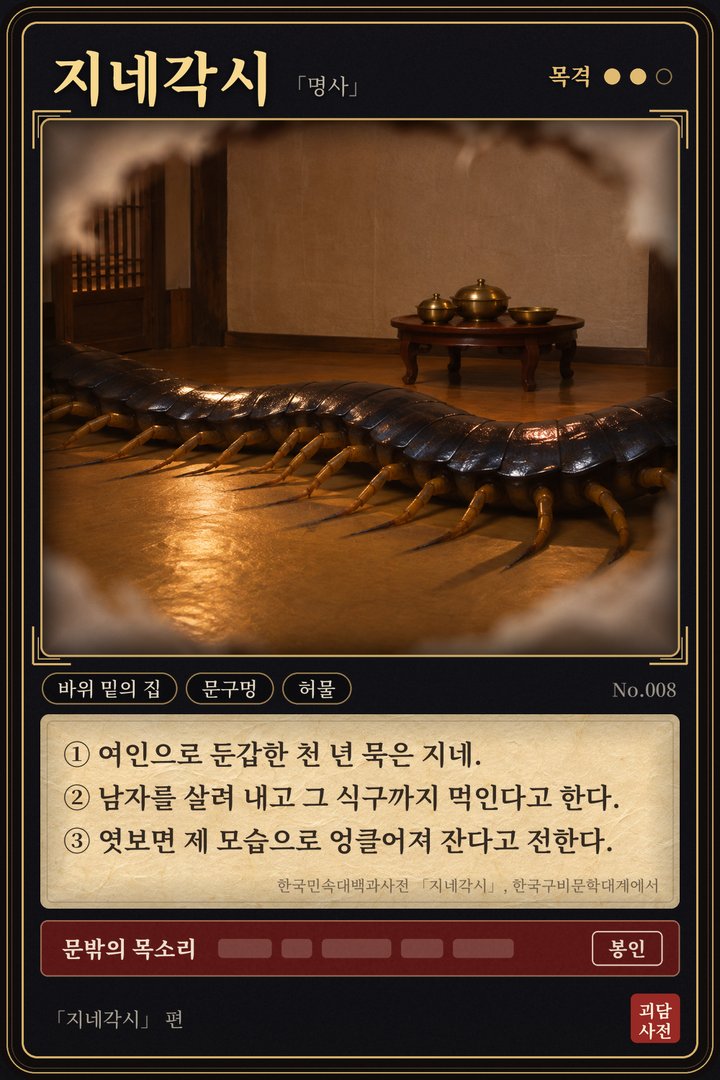 지네각시 「명사」 목격
바위 밑의 집 문구멍 허물 No.008
① 여인으로 둔갑한 천 년 묵은 지네.
② 남자를 살려 내고 그 식구까지 먹인다고 한다.
③ 엿보면 제 모습으로 엉클어져 잔다고 전한다.
한국민속대백과사전 「지네각시」, 한국구비문학대계에서
문밖의 목소리 봉인
「지네각시」 편
괴담
사전